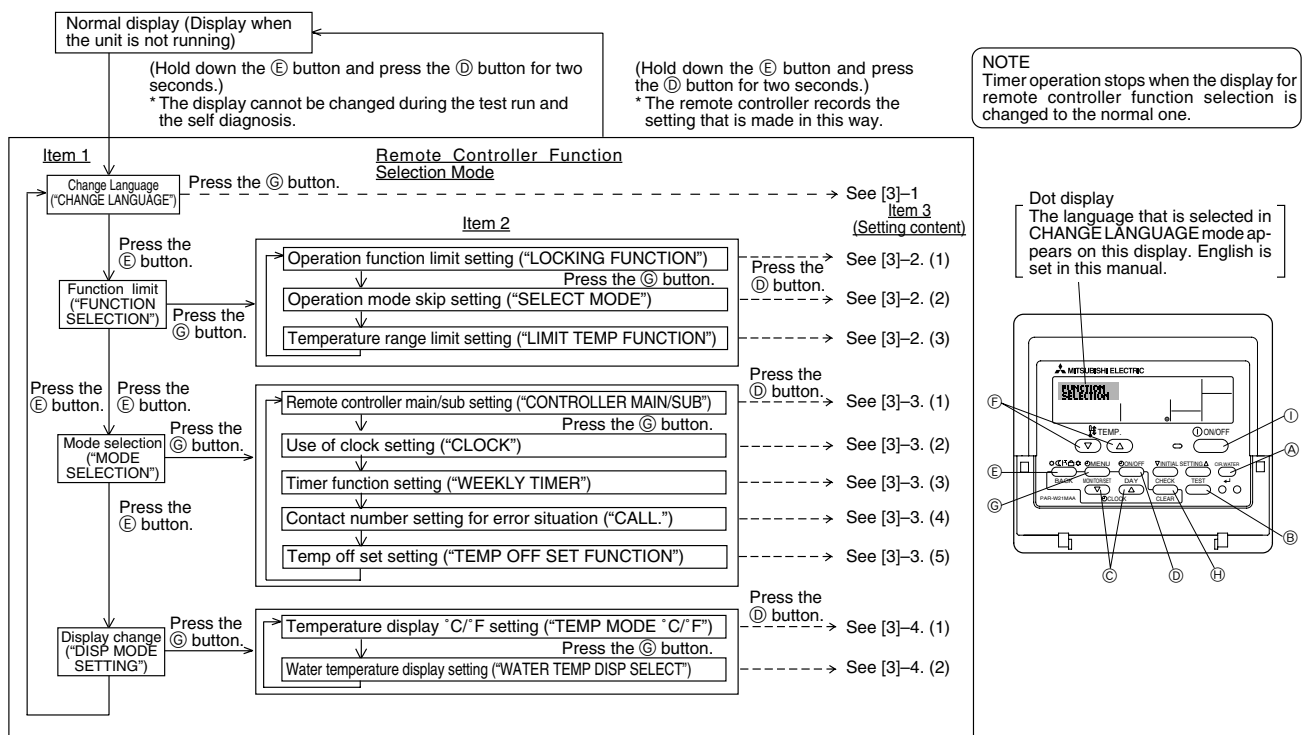 Normal display (Display when
the unit is not running)
(Hold down the Ⓔ button and press the Ⓓ button for two
seconds.)
* The display cannot be changed during the test run and
the self diagnosis.
(Hold down the Ⓔ button and press
the Ⓓ button for two seconds.)
* The remote controller records the
setting that is made in this way.
NOTE
Timer operation stops when the display for
remote controller function selection is
changed to the normal one.
Item 1
Remote Controller Function
Selection Mode
Change Language
(“CHANGE LANGUAGE”)
Press the Ⓖ button.
See [3]–1
Item 2
Item 3
(Setting content)
Press the
Ⓔ button.
Function limit
(“FUNCTION
SELECTION”)
Press the
Ⓖ button.
Operation function limit setting (“LOCKING FUNCTION”)
Press the Ⓖ button.
Operation mode skip setting (“SELECT MODE”)
Temperature range limit setting (“LIMIT TEMP FUNCTION”)
Press the
Ⓓ button.
See [3]–2. (1)
See [3]–2. (2)
See [3]–2. (3)
Press the
Ⓔ button.
Press the
Ⓔ button.
Mode selection
(“MODE
SELECTION”)
Press the
Ⓖ button.
Remote controller main/sub setting (“CONTROLLER MAIN/SUB”)
Press the Ⓖ button.
Use of clock setting (“CLOCK”)
Timer function setting (“WEEKLY TIMER”)
Contact number setting for error situation (“CALL.”)
Temp off set setting (“TEMP OFF SET FUNCTION”)
Press the
Ⓓ button.
See [3]–3. (1)
See [3]–3. (2)
See [3]–3. (3)
See [3]–3. (4)
See [3]–3. (5)
Press the
Ⓔ button.
Display change
(“DISP MODE
SETTING”)
Press the
Ⓖ button.
Temperature display ˚C/˚F setting (“TEMP MODE ˚C/˚F”)
Press the Ⓖ button.
Water temperature display setting (“WATER TEMP DISP SELECT”)
Press the
Ⓓ button.
See [3]–4. (1)
See [3]–4. (2)
Dot display
The language that is selected in
CHANGE LANGUAGE mode ap-
pears on this display. English is
set in this manual.
MITSUBISHI ELECTRIC
FUNCTION
SELECTION
TEMP.
ON/OFF
MENU
ON/OFF
INITIAL SETTING
CIR.WATER
BACK
MONITOR/SET
DAY
CHECK
TEST
PAR-W21MAA
CLOCK
CLEAR
Ⓕ
Ⓘ
Ⓐ
Ⓔ
Ⓖ
Ⓑ
Ⓒ
Ⓓ
Ⓗ